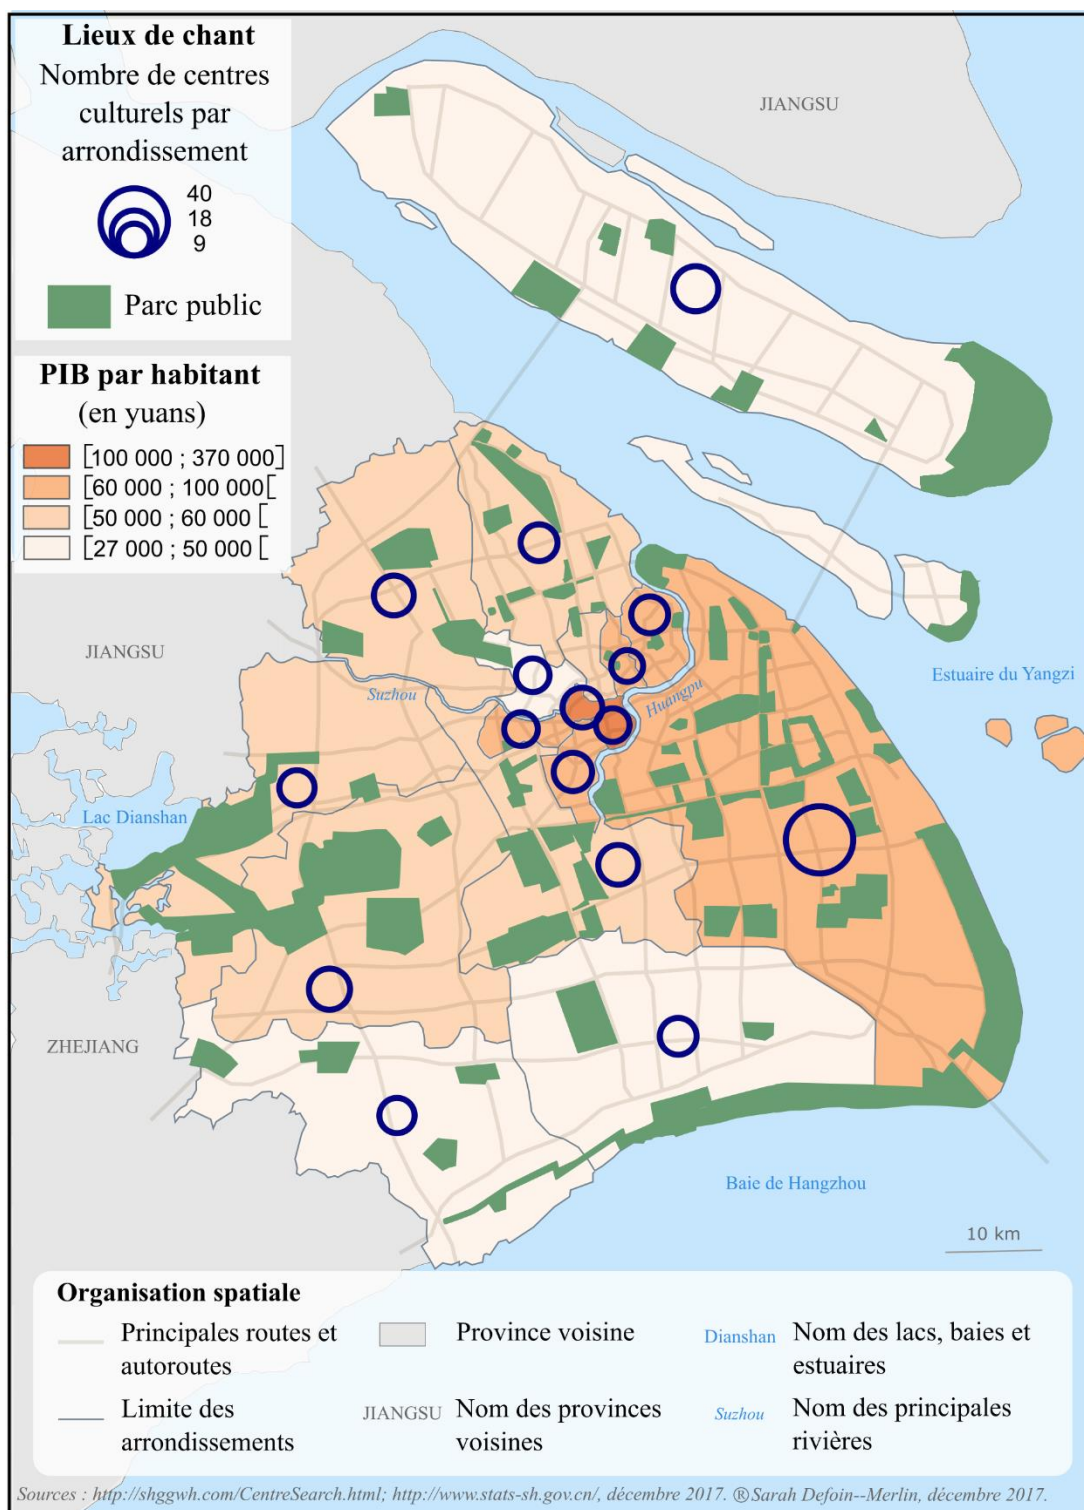 Lieux de chant
Nombre de centres
culturels par
arrondissement
40
18
9
Parc public
PIB par habitant
(en yuans)
[100 000 ; 370 000]
[60 000 ; 100 000[
[50 000 ; 60 000 [
[27 000 ; 50 000 [
JIANGSU
JIANGSU
Suzhou
Huangpu
Estuaire du Yangzi
Lac Dianshan
ZHEJIANG
Baie de Hangzhou
10 km
Organisation spatiale
Principales routes et
autoroutes
Limite des
arrondissements
Province voisine
JIANGSU
Nom des provinces
voisines
Dianshan
Nom des lacs, baies et
estuaires
Suzhou
Nom des principales
rivières
Sources : http://shggwh.com/CentreSearch.html; http://www.stats-sh.gov.cn/, décembre 2017. ®Sarah Defoin--Merlin, décembre 2017.